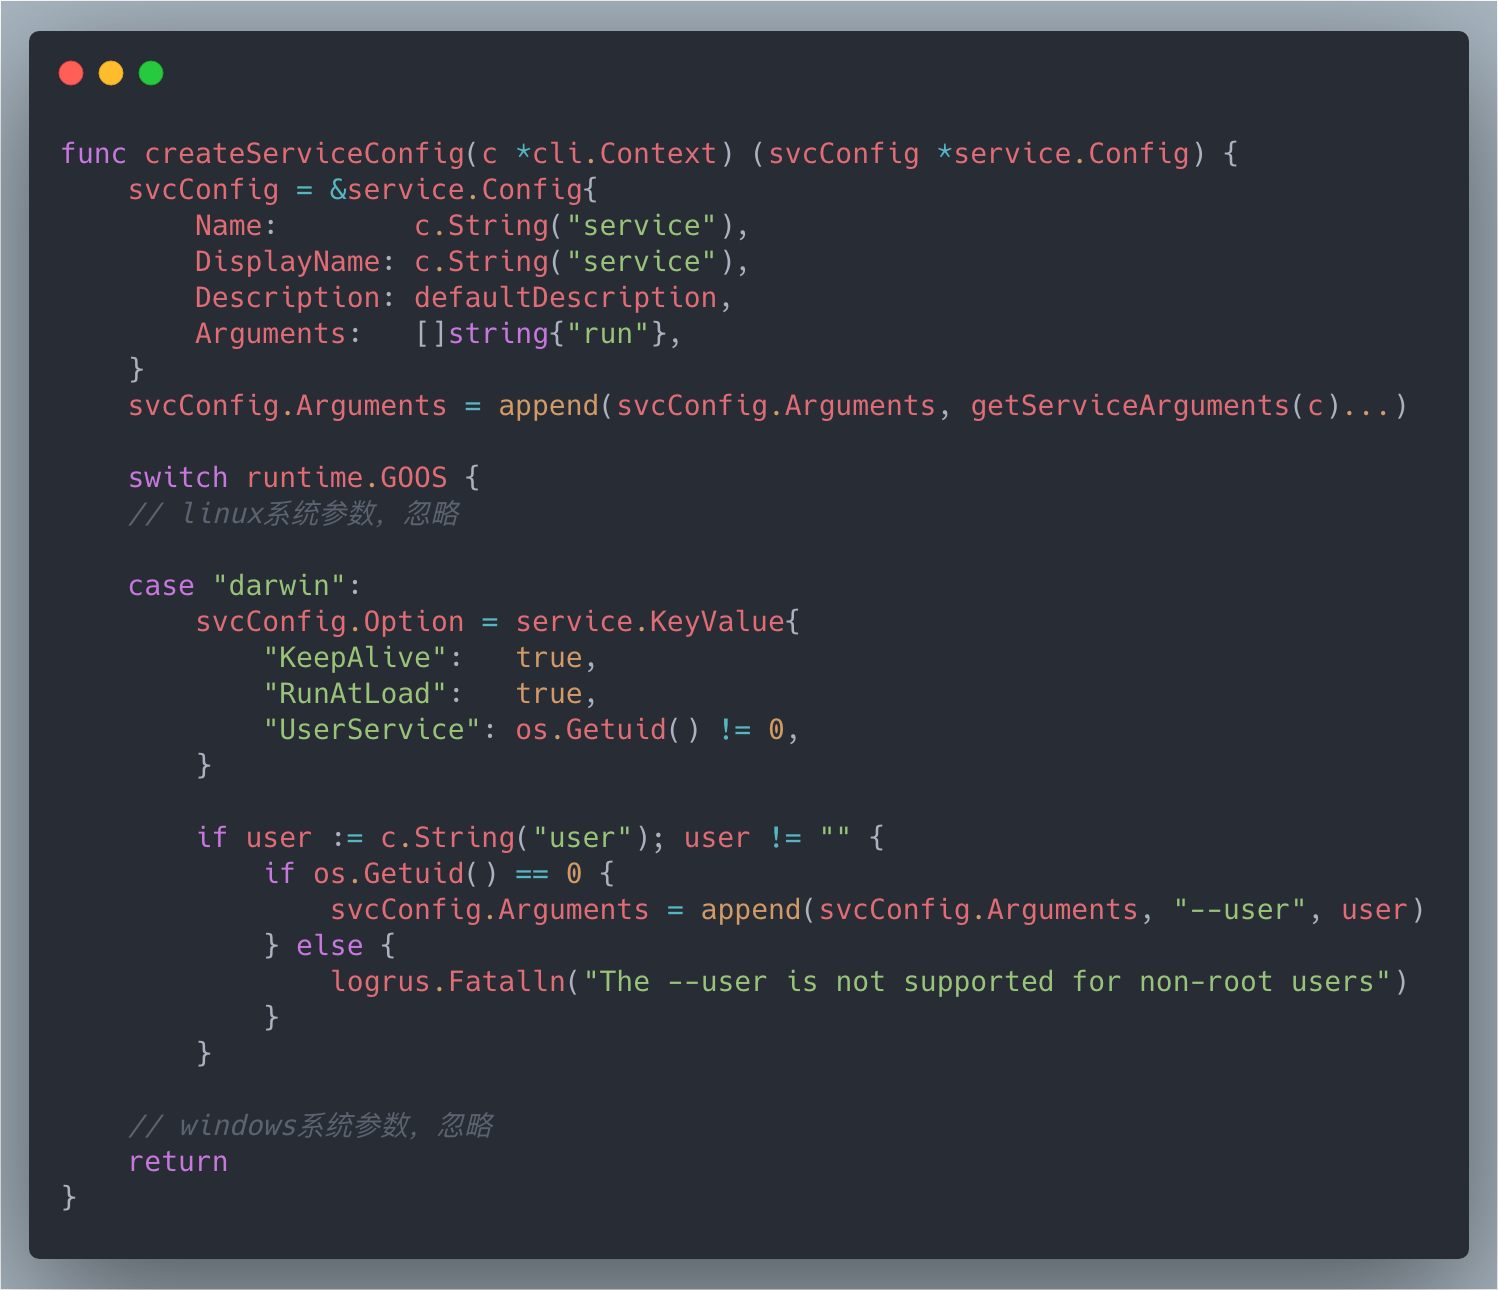 func createServiceConfig(c *cli.Context) (svcConfig *service.Config) {
    svcConfig = &service.Config{
        Name:        c.String("service"),
        DisplayName: c.String("service"),
        Description: defaultDescription,
        Arguments:   []string{"run"},
    }
    svcConfig.Arguments = append(svcConfig.Arguments, getServiceArguments(c)...)

    switch runtime.GOOS {
    // linux系统参数，忽略

    case "darwin":
        svcConfig.Option = service.KeyValue{
            "KeepAlive":   true,
            "RunAtLoad":   true,
            "UserService": os.Getuid() != 0,
        }

        if user := c.String("user"); user != "" {
            if os.Getuid() == 0 {
                svcConfig.Arguments = append(svcConfig.Arguments, "--user", user)
            } else {
                logrus.Fatalln("The --user is not supported for non-root users")
            }
        }

    // windows系统参数，忽略
    return
}